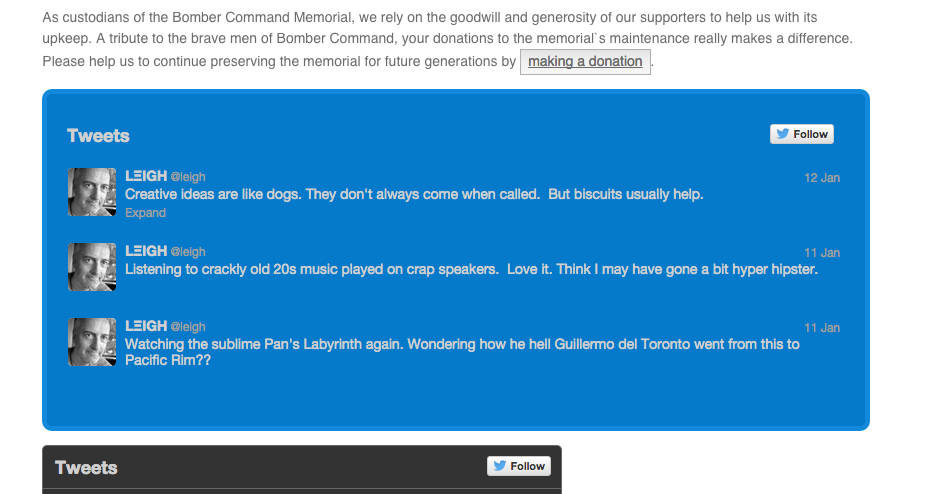 As custodians of the Bomber Command Memorial, we rely on the goodwill and generosity of our supporters to help us with its
upkeep. A tribute to the brave men of Bomber Command, your donations to the memorial`s maintenance really makes a difference.
Please help us to continue preserving the memorial for future generations by making a donation.
Tweets
Follow
LΞIGH @leigh 12 Jan
Creative ideas are like dogs. They don't always come when called.  But biscuits usually help.
Expand
LΞIGH @leigh 11 Jan
Listening to crackly old 20s music played on crap speakers.  Love it. Think I may have gone a bit hyper hipster.
LΞIGH @leigh 11 Jan
Watching the sublime Pan's Labyrinth again. Wondering how he hell Guillermo del Toronto went from this to
Pacific Rim??
Tweets
Follow